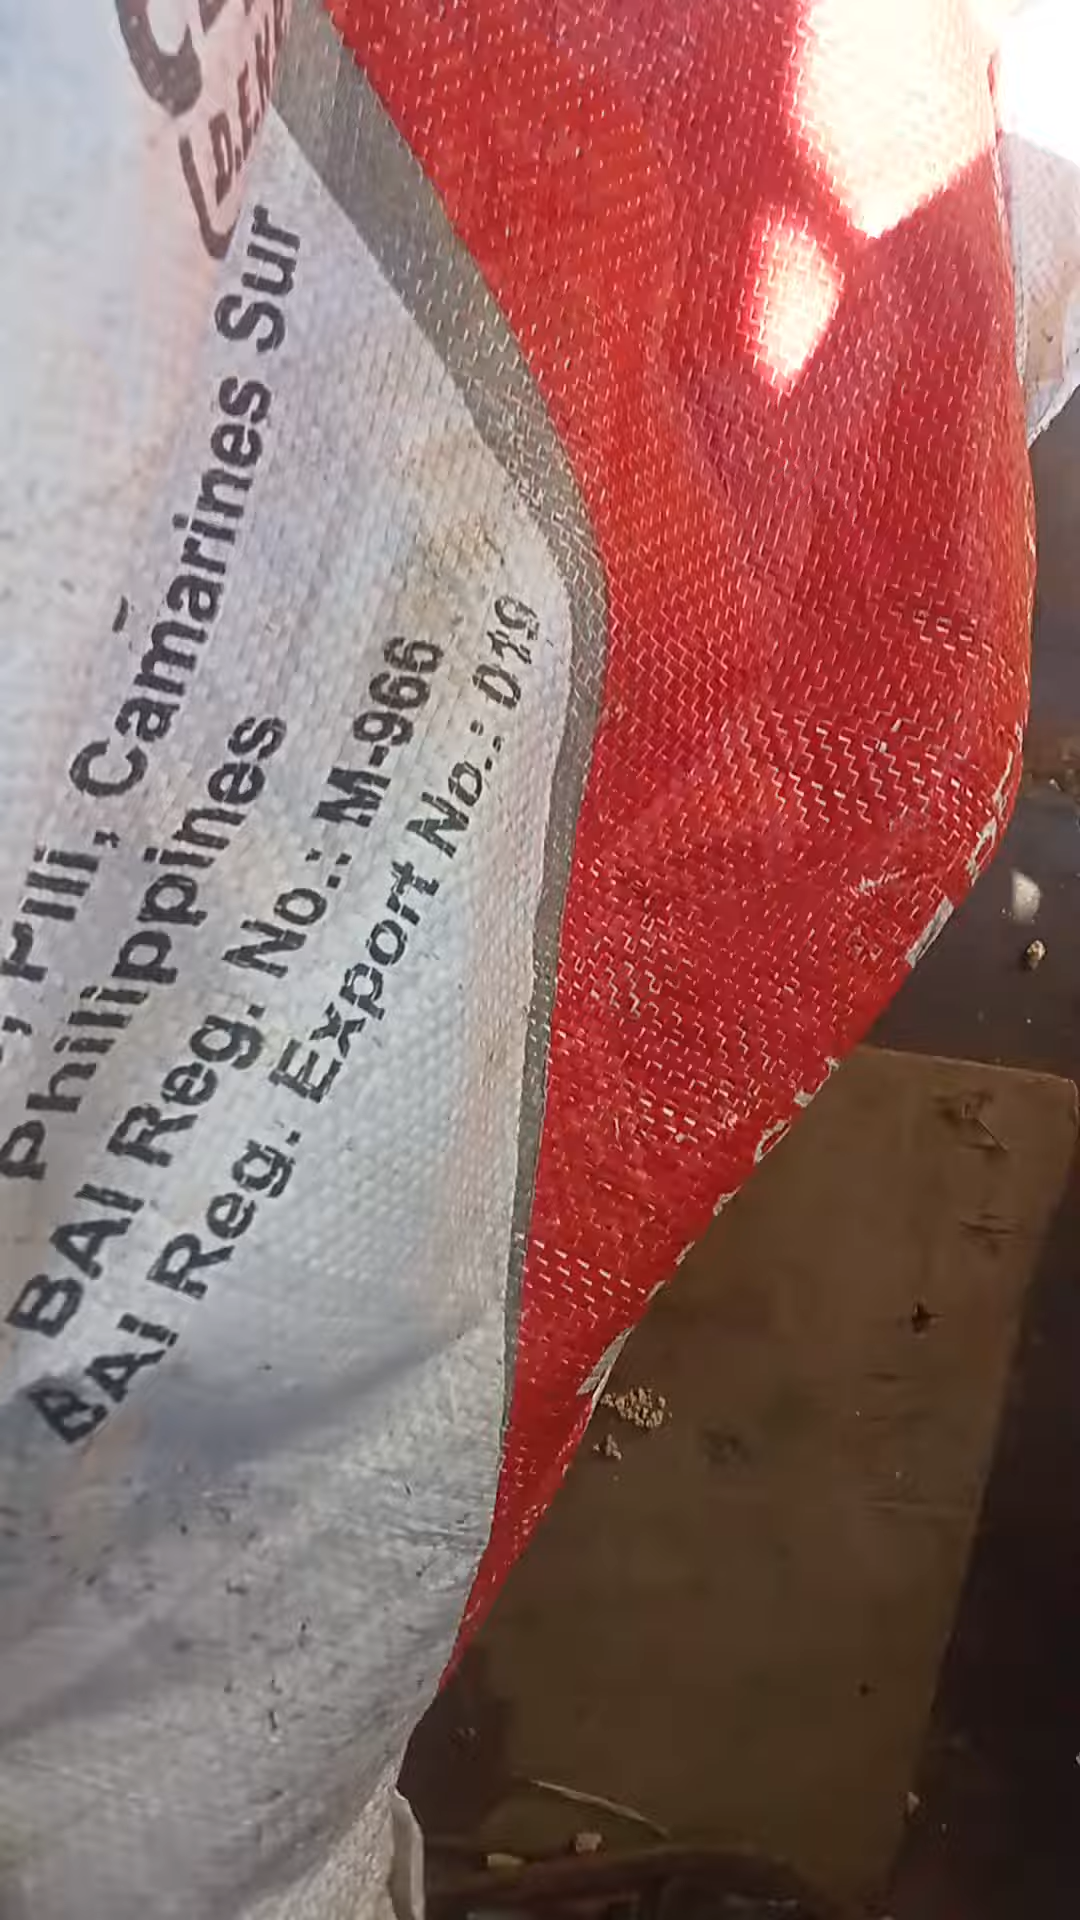 Pili, Camarines Sur
Philippines
BAI Reg. No.: M-966
BAI Reg. Export No.: 019